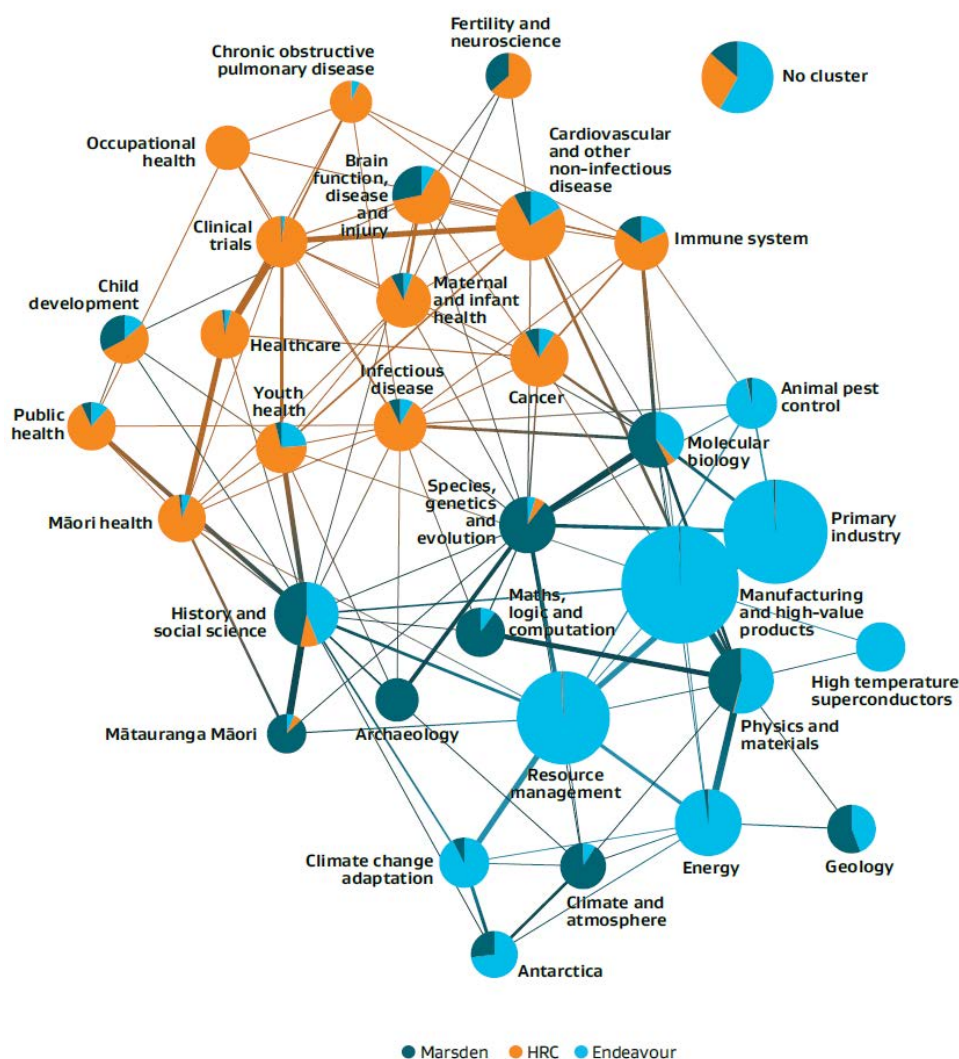 Fertility and
neuroscience
Chronic obstructive
pulmonary disease
No cluster
Occupational
health
Brain
function,
disease
and
injury
Cardiovascular
and other
non-infectious
disease
Clinical
trials
Immune system
Child
development
Maternal
and infant
health
Healthcare
Infectious
disease
Cancer
Animal pest
control
Youth
health
Public
health
Molecular
biology
Species,
genetics
and
evolution
Māori health
Primary
industry
History and
social science
Maths,
logic and
computation
Manufacturing
and high-value
products
High temperature
superconductors
Mātauranga Māori
Archaeology
Physics and
materials
Resource
management
Climate change
adaptation
Energy
Geology
Climate and
atmosphere
Antarctica
Marsden HRC Endeavour